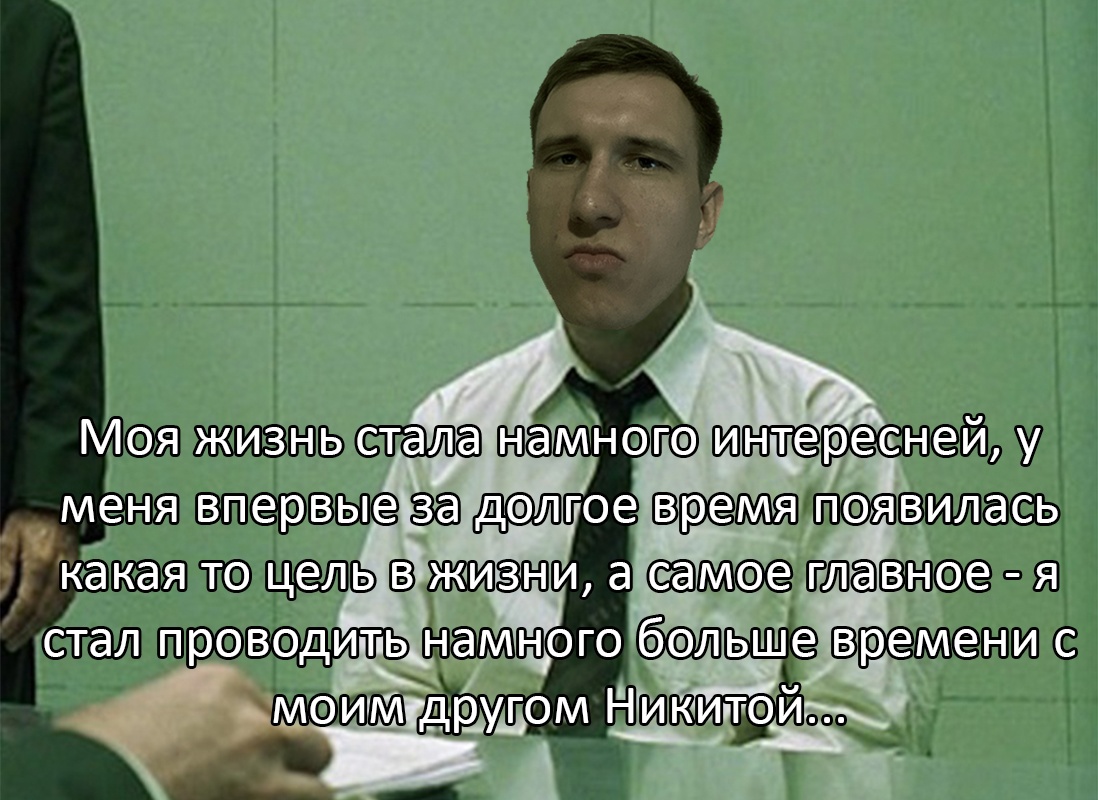 Моя жизнь стала намного интересней, у
меня впервые за долгое время появилась
какая то цель в жизни, а самое главное - я
стал проводить намного больше времени с
моим другом Никитой...